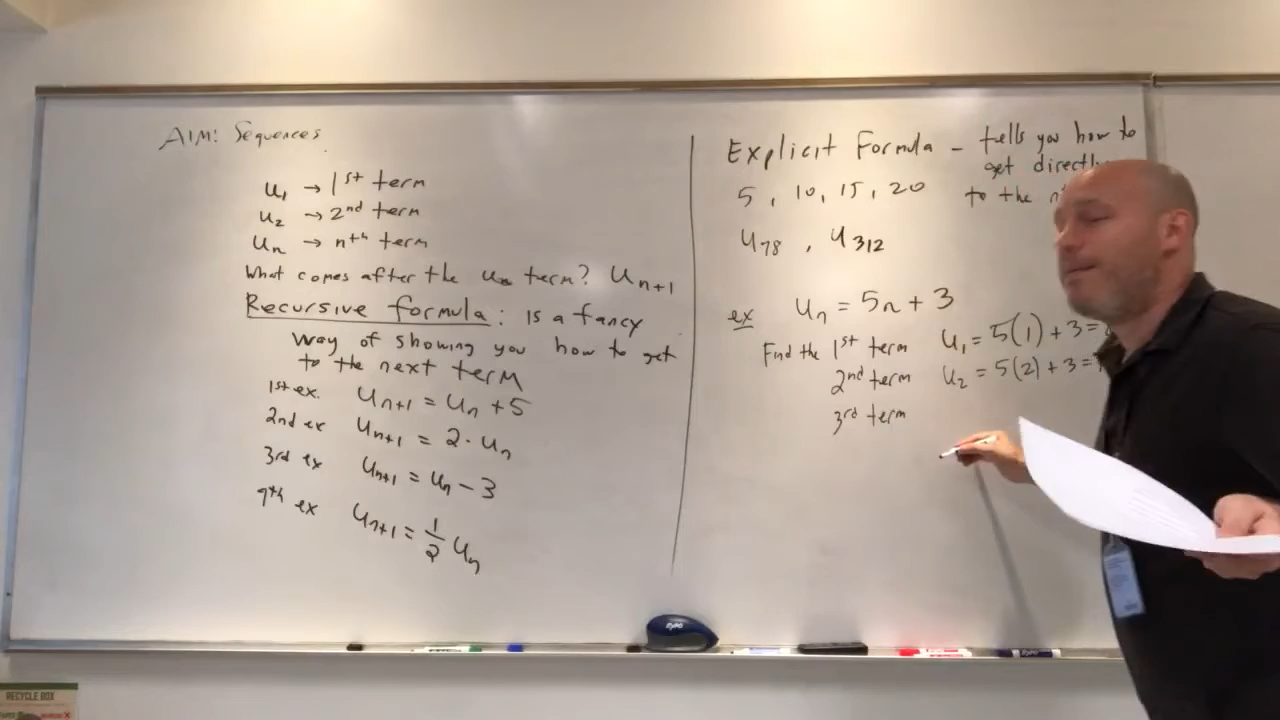 AIM: Sequences
u₁ → 1st term
u₂ → 2nd term
uₙ → nth term
What comes after the uₙ term? Uₙ₊₁
Recursive formula: is a fancy
way of showing you how to get
to the next term
1st ex. Uₙ₊₁ = Uₙ + 5
2nd ex Uₙ₊₁ = 2 · Uₙ
3rd ex Uₙ₊₁ = Uₙ − 3
4th ex Uₙ₊₁ = 1/2 Uₙ
Explicit Formula – tells you how to
get directly
to the
5, 10, 15, 20
U₇₈, U₃₁₂
ex Uₙ = 5n + 3
Find the 1st term U₁ = 5(1) + 3 =
2nd term U₂ = 5(2) + 3 =
3rd term
EXPO
RECYCLE BOX